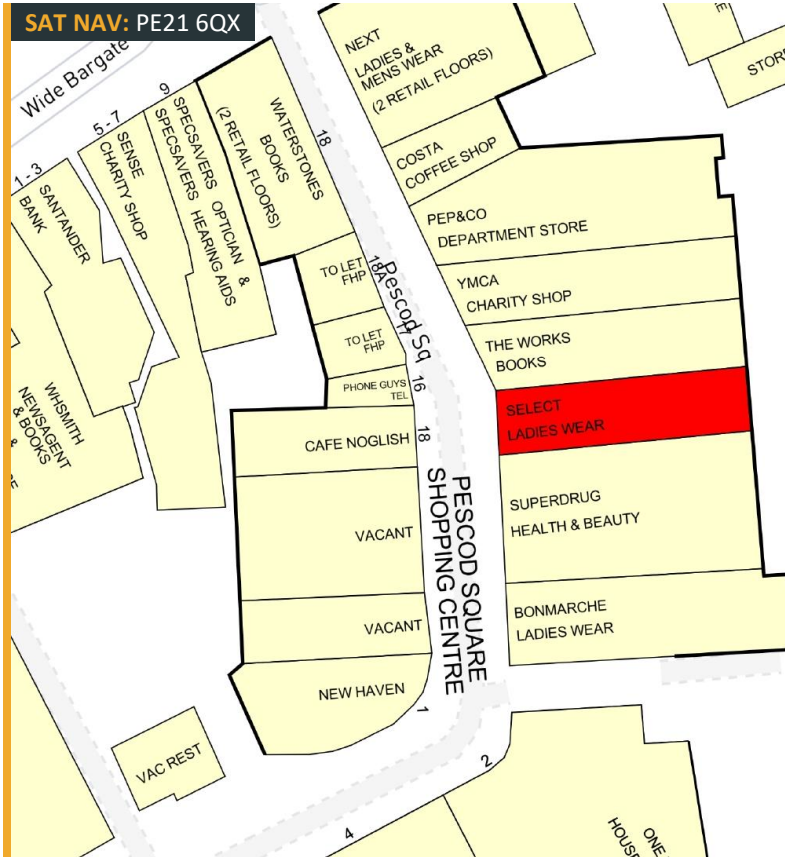 SAT NAV: PE21 6QX
Wide Bargate
1 - 3
SANTANDER
BANK
5 - 7
SENSE
CHARITY SHOP
9
SPECSAVERS OPTICIAN &
SPECSAVERS HEARING AIDS
WATERSTONES
BOOKS
(2 RETAIL FLOORS)
18
NEXT
LADIES &
MENS WEAR
(2 RETAIL FLOORS)
COSTA
COFFEE SHOP
PEP&CO
DEPARTMENT STORE
YMCA
CHARITY SHOP
THE WORKS
BOOKS
SELECT
LADIES WEAR
SUPERDRUG
HEALTH & BEAUTY
BONMARCHE
LADIES WEAR
TO LET
FHP
18A
Pescod Sq
17
TO LET
FHP
PHONE GUYS
TEL
16
CAFE NOGLISH
18
WHSMITH
NEWSAGENT
& BOOKS
VACANT
VACANT
PESCOD SQUARE
SHOPPING CENTRE
NEW HAVEN
1
VAC REST
2
4
ONE
HOUS
STOR